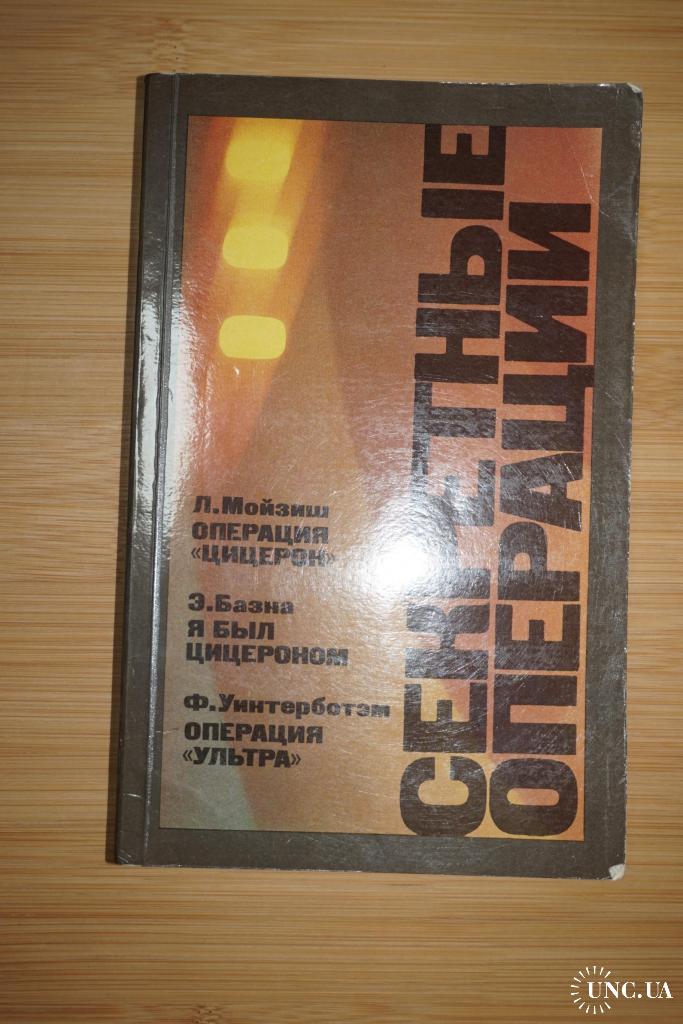 СЕКРЕТНЫЕ
ОПЕРАЦИИ
Л.Мойзиш
ОПЕРАЦИЯ
«ЦИЦЕРОН»
Э.Базна
Я БЫЛ
ЦИЦЕРОНОМ
Ф.Уинтерботэм
ОПЕРАЦИЯ
«УЛЬТРА»
UNC.UA